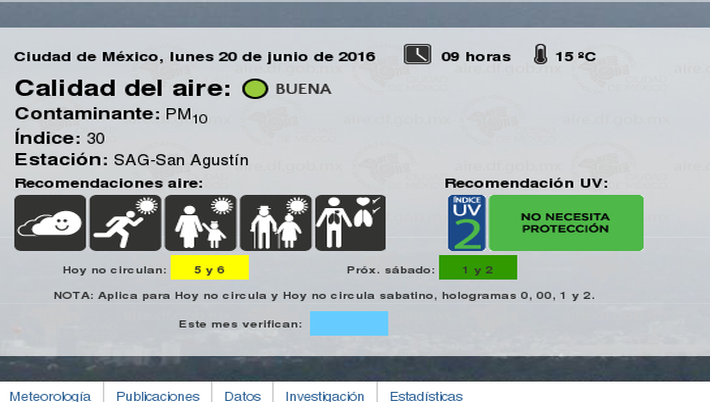 Ciudad de México, lunes 20 de junio de 2016 09 horas 15 ºC
Calidad del aire: BUENA
Contaminante: PM10
Índice: 30
Estación: SAG-San Agustín
Recomendaciones aire: Recomendación UV:
ÍNDICE
UV
2
NO NECESITA
PROTECCIÓN
Hoy no circulan: 5 y 6 Próx. sábado: 1 y 2
NOTA: Aplica para Hoy no circula y Hoy no circula sabatino, hologramas 0, 00, 1 y 2.
Este mes verifican:
Meteorología Publicaciones Datos Investigación Estadísticas